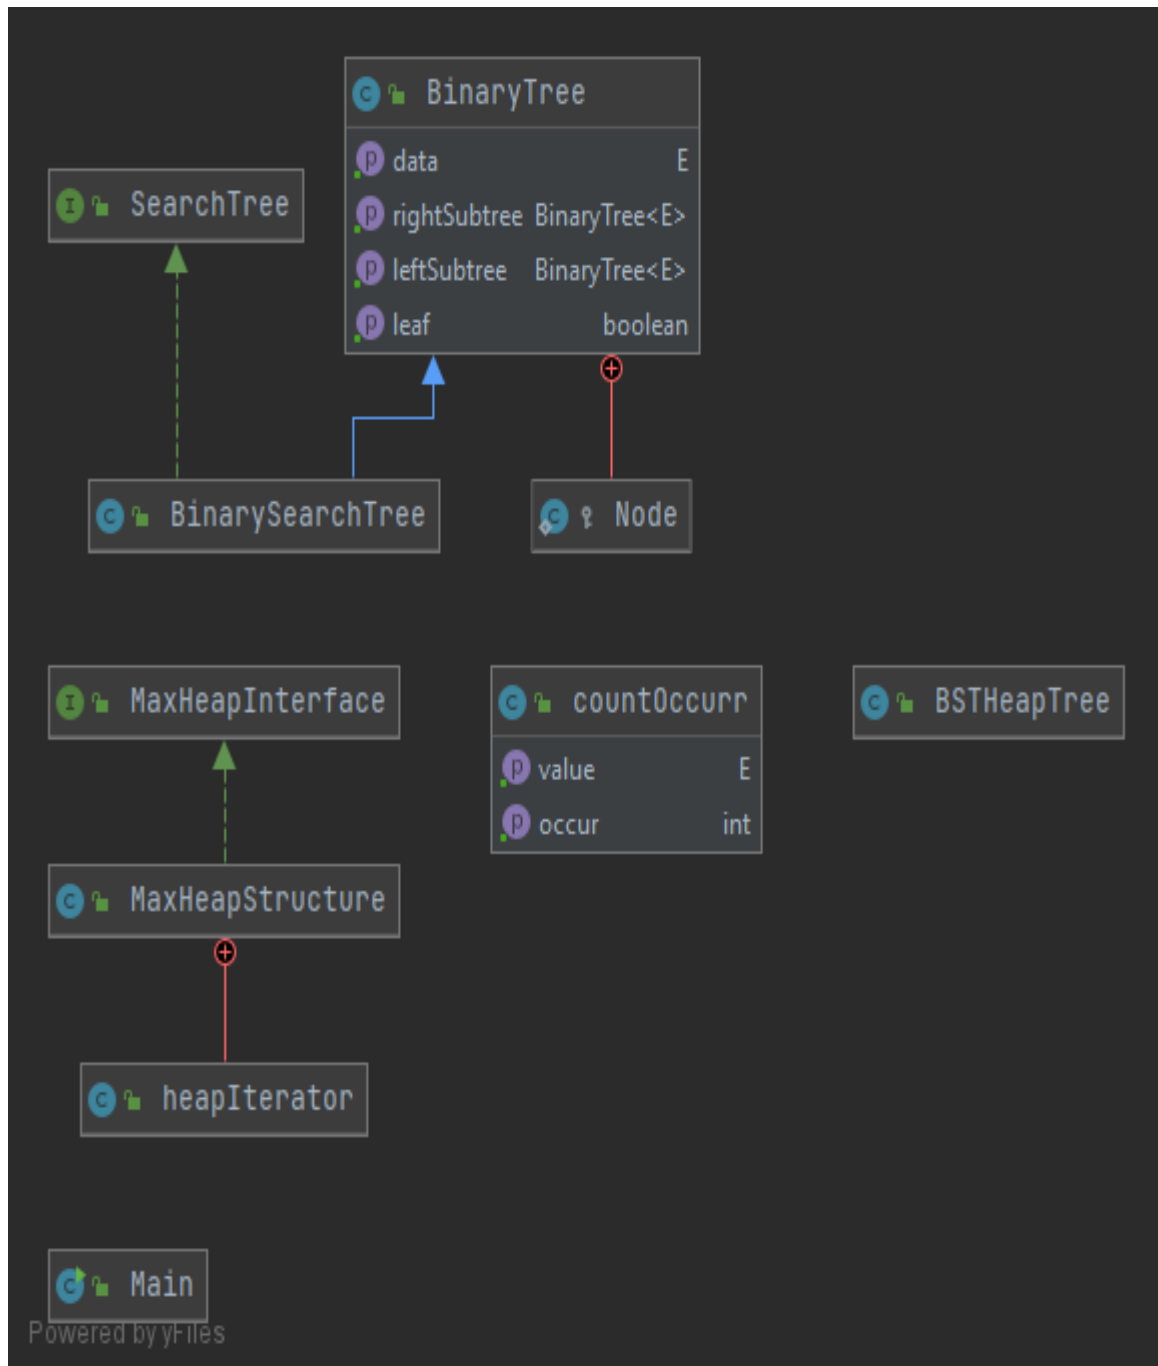 BinaryTree
data E
rightSubtree BinaryTree<E>
leftSubtree BinaryTree<E>
leaf boolean
SearchTree
BinarySearchTree
Node
MaxHeapInterface
countOccurr
value E
occur int
BSTHeapTree
MaxHeapStructure
heapIterator
Main
Powered by yFiles